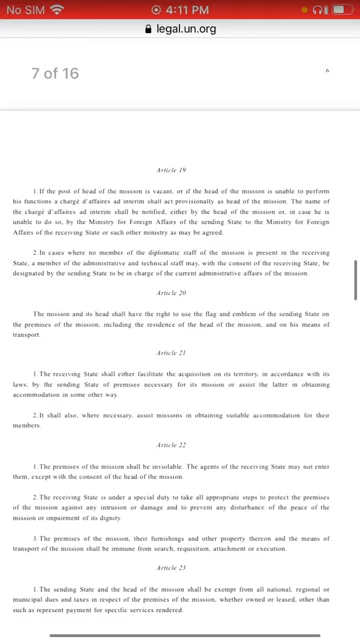 No SIM 4:11 PM
legal.un.org
7 of 16
6
Article 19
1. If the post of head of the mission is vacant, or if the head of the mission is unable to perform
his functions a chargé d'affaires ad interim shall act provisionally as head of the mission. The name of
the chargé d'affaires ad interim shall be notified, either by the head of the mission or, in case he is
unable to do so, by the Ministry for Foreign Affairs of the sending State to the Ministry for Foreign
Affairs of the receiving State or such other ministry as may be agreed.
2. In cases where no member of the diplomatic staff of the mission is present in the receiving
State, a member of the administrative and technical staff may, with the consent of the receiving State, be
designated by the sending State to be in charge of the current administrative affairs of the mission.
Article 20
The mission and its head shall have the right to use the flag and emblem of the sending State on
the premises of the mission, including the residence of the head of the mission, and on his means of
transport.
Article 21
1. The receiving State shall either facilitate the acquisition on its territory, in accordance with its
laws, by the sending State of premises necessary for its mission or assist the latter in obtaining
accommodation in some other way.
2. It shall also, where necessary, assist missions in obtaining suitable accommodation for their
members.
Article 22
1. The premises of the mission shall be inviolable. The agents of the receiving State may not enter
them, except with the consent of the head of the mission.
2. The receiving State is under a special duty to take all appropriate steps to protect the premises
of the mission against any intrusion or damage and to prevent any disturbance of the peace of the
mission or impairment of its dignity.
3. The premises of the mission, their furnishings and other property thereon and the means of
transport of the mission shall be immune from search, requisition, attachment or execution.
Article 23
1. The sending State and the head of the mission shall be exempt from all national, regional or
municipal dues and taxes in respect of the premises of the mission, whether owned or leased, other than
such as represent payment for specific services rendered.